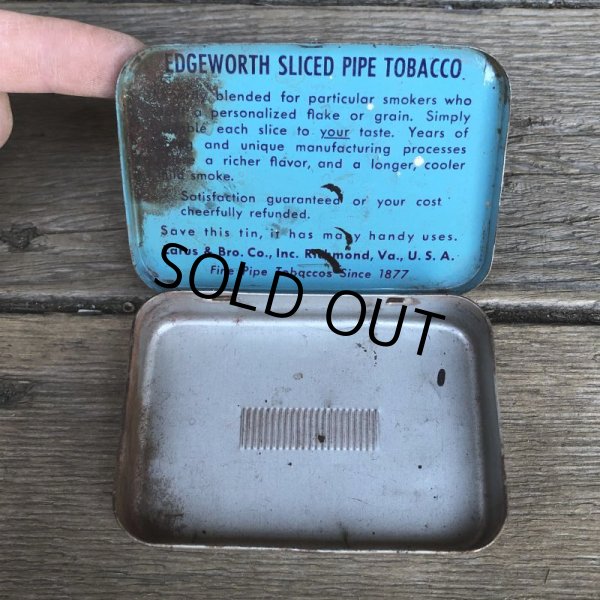 EDGEWORTH SLICED PIPE TOBACCO
blended for particular smokers who
a personalized flake or grain. Simply
each slice to your taste. Years of
and unique manufacturing processes
a richer flavor, and a longer, cooler
smoke.
Satisfaction guaranteed or your cost
cheerfully refunded.
Save this tin, it has many handy uses.
Larus & Bro. Co., Inc. Richmond, Va., U. S. A.
Fine Pipe Tobaccos Since 1877
SOLD OUT